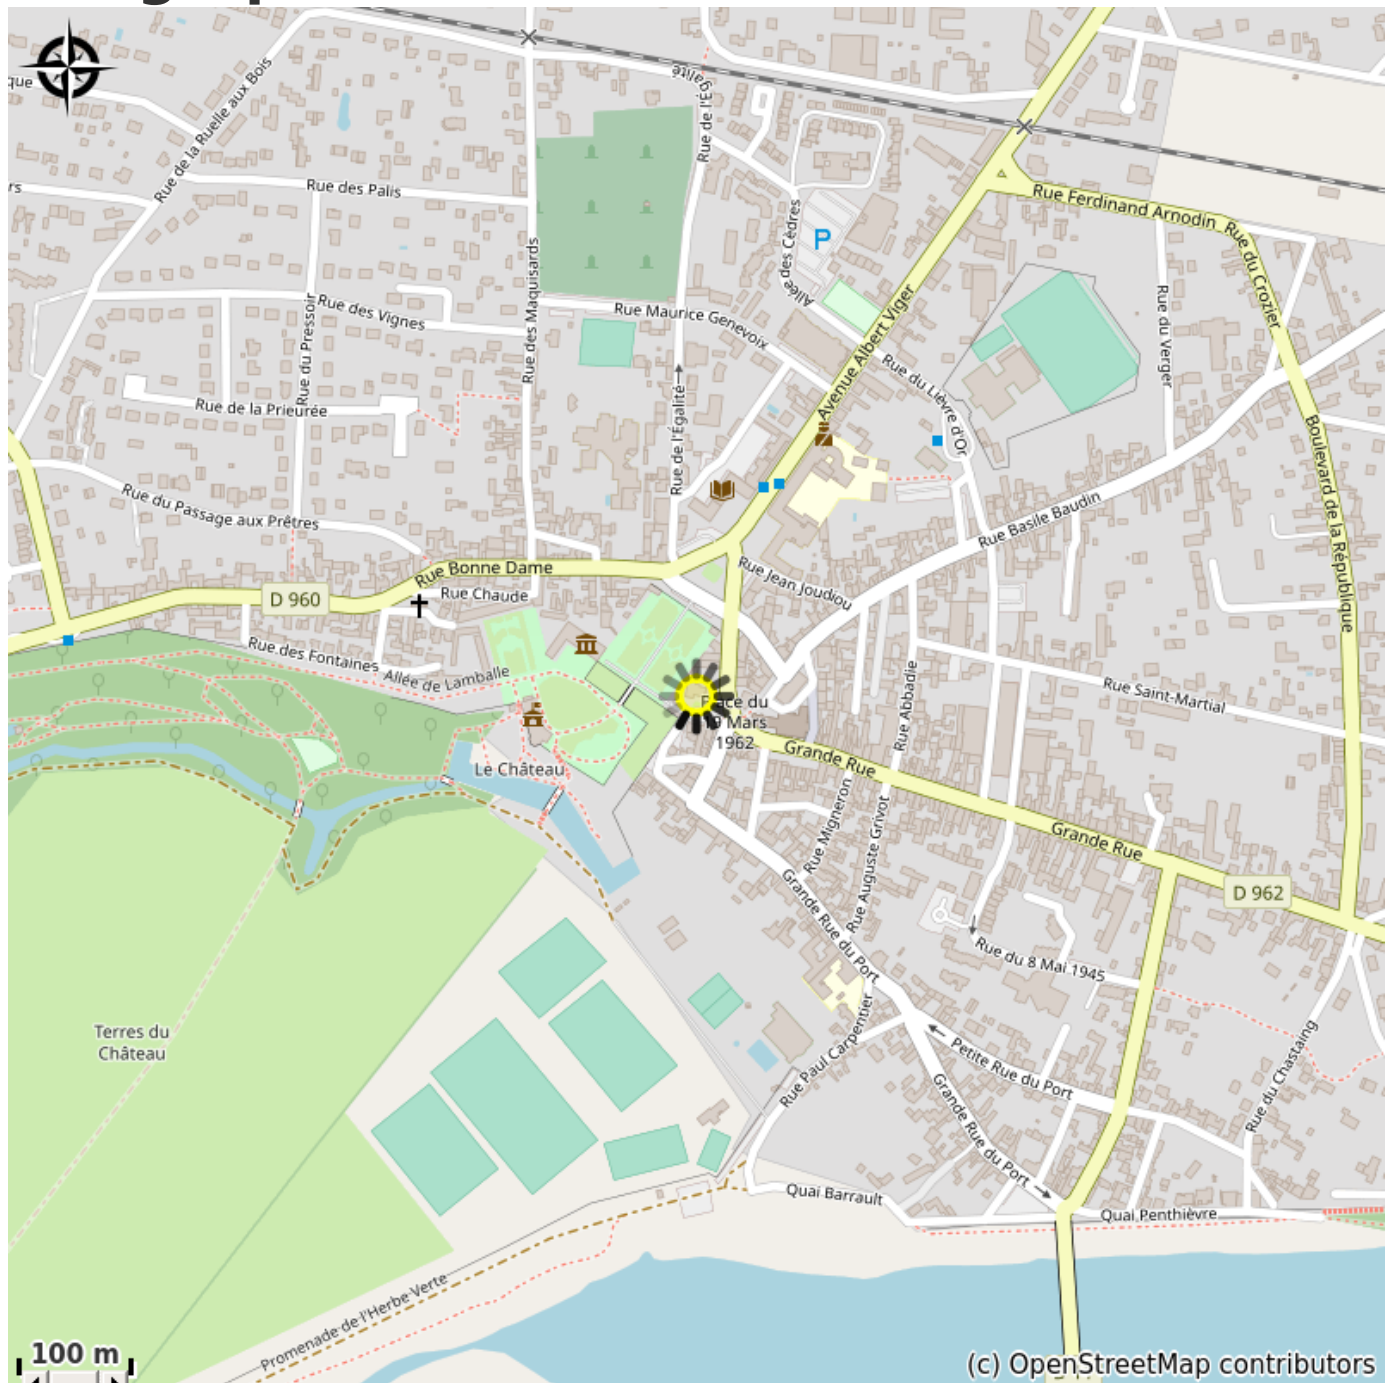 Rue de la Ruelle aux Bois
que
rs
Rue des Palis
Rue de l'Égalité
Rue Ferdinand Arnodin
Rue du Crozier
Allée des Cèdres
P
Rue des Maquisards
Rue du Pressoir
Rue des Vignes
Rue Maurice Genevoix
Avenue Albert Viger
Rue du Verger
Rue du Lièvre d'Or
Rue de la Prieurée
Rue de l'Égalité
Boulevard de la République
Rue du Passage aux Prêtres
Rue Basile Baudin
Rue Bonne Dame
Rue Jean Joudiou
D 960
Rue Chaude
Rue des Fontaines
Allée de Lamballe
Rue Abbadie
Rue Saint-Martial
Place du
19 Mars
1962
Le Château
Grande Rue
Rue Migneron
Rue Auguste Grivot
Grande Rue
D 962
Grande Rue du Port
Rue du 8 Mai 1945
Terres du
Château
Rue Paul Carpentier
Petite Rue du Port
Rue du Chastaing
Grande Rue du Port
Quai Barrault
Quai Penthièvre
Promenade de l'Herbe Verte
100 m
(c) OpenStreetMap contributors